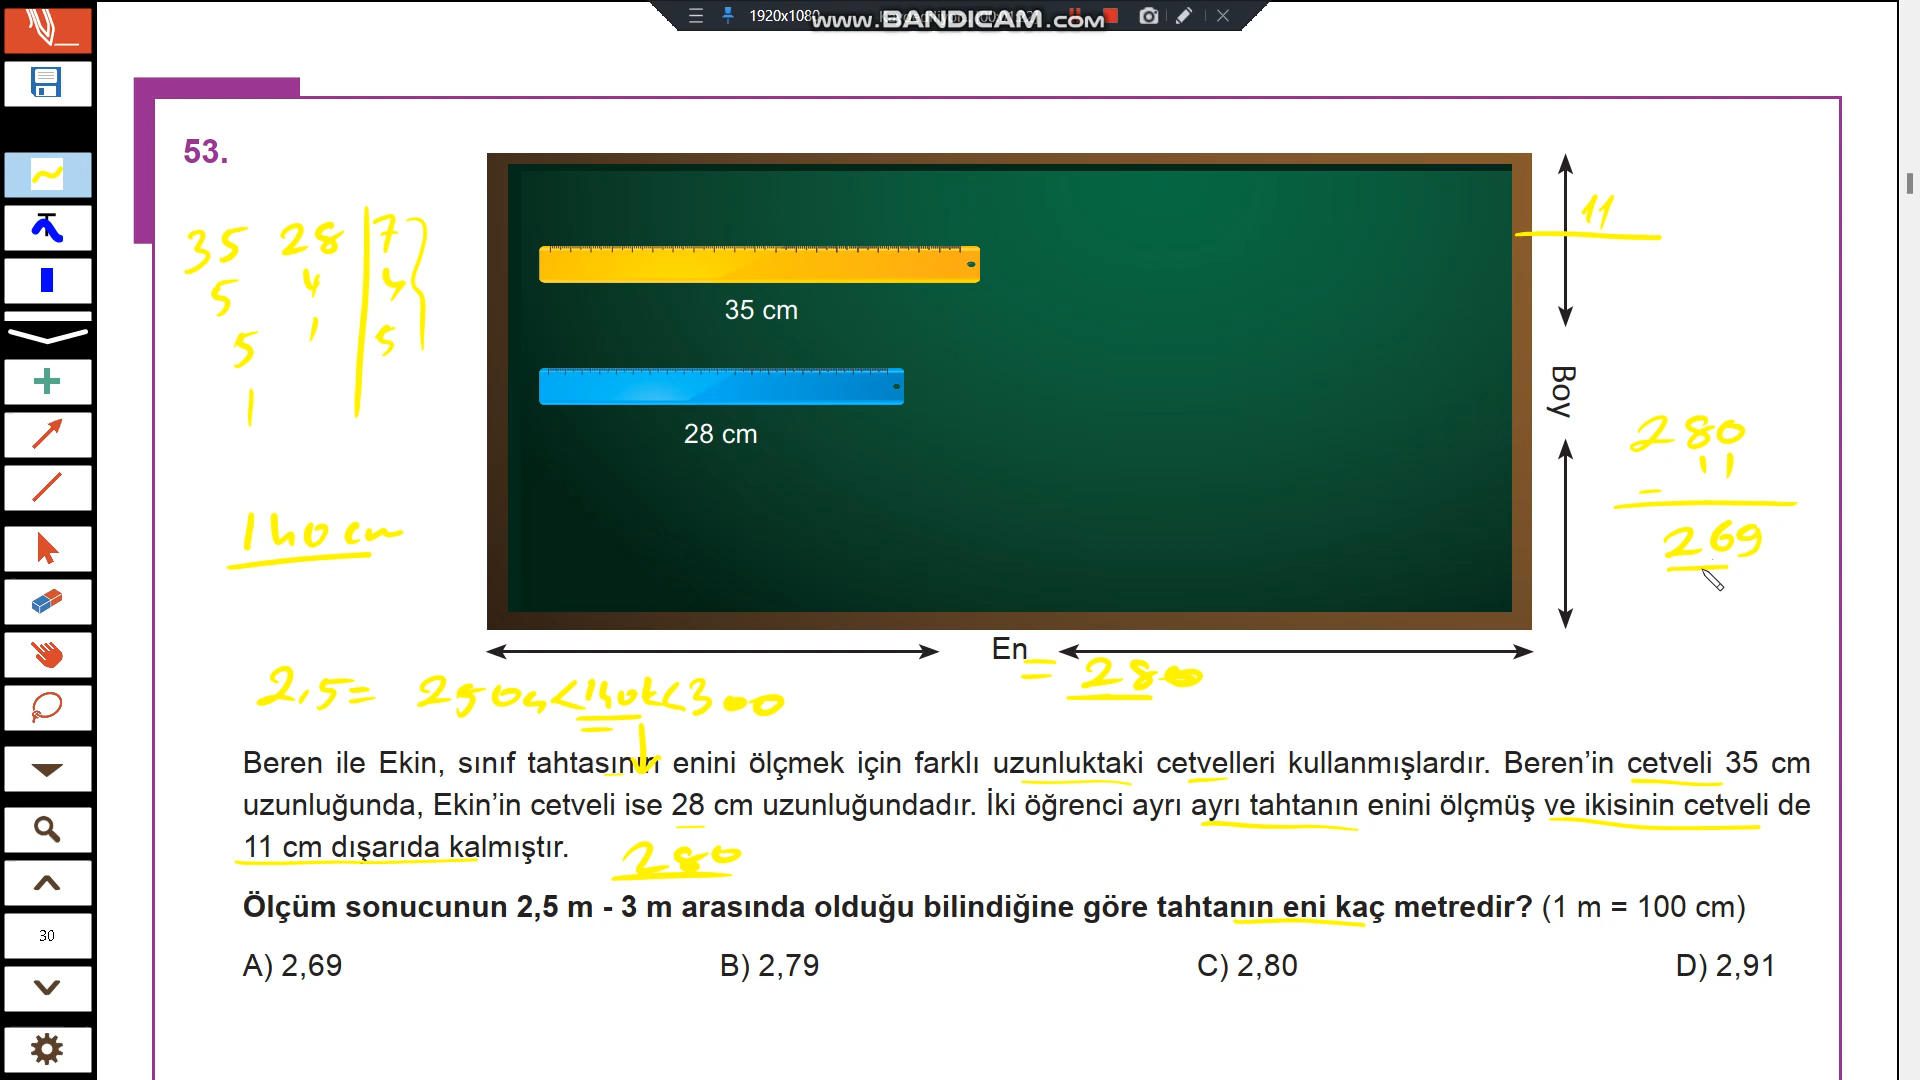 1920x1080
www.BANDICAM.com
53.
35 28 | 7
5 4 | 4
5 1 | 5
1
140 cm
35 cm
28 cm
11
Boy
280
11
-
269
En
= 280
2,5 =
<140k<300
Beren ile Ekin, sınıf tahtasının enini ölçmek için farklı uzunluktaki cetvelleri kullanmışlardır. Beren’in cetveli 35 cm
uzunluğunda, Ekin’in cetveli ise 28 cm uzunluğundadır. İki öğrenci ayrı ayrı tahtanın enini ölçmüş ve ikisinin cetveli de
11 cm dışarıda kalmıştır.
280
Ölçüm sonucunun 2,5 m - 3 m arasında olduğu bilindiğine göre tahtanın eni kaç metredir? (1 m = 100 cm)
A) 2,69 B) 2,79 C) 2,80 D) 2,91
30